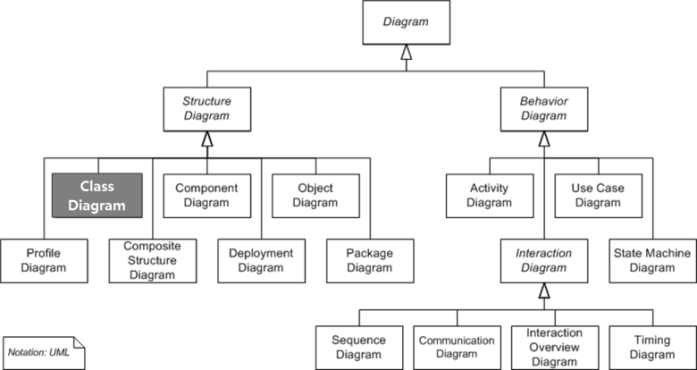 Diagram
Structure
Diagram
Behavior
Diagram
Class
Diagram
Component
Diagram
Object
Diagram
Activity
Diagram
Use Case
Diagram
Profile
Diagram
Composite
Structure
Diagram
Deployment
Diagram
Package
Diagram
Interaction
Diagram
State Machine
Diagram
Sequence
Diagram
Communication
Diagram
Interaction
Overview
Diagram
Timing
Diagram
Notation: UML